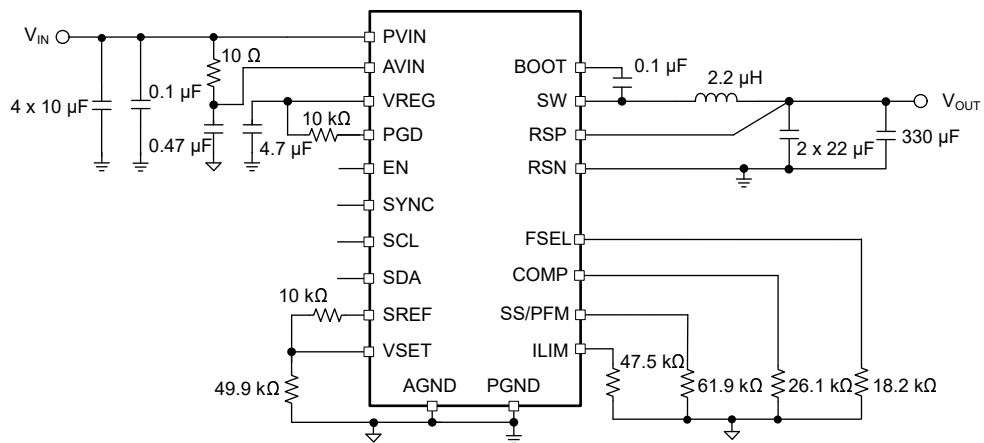 VIN
4 x 10 µF
0.1 µF
10 Ω
0.47 µF
4.7 µF
10 kΩ
10 kΩ
49.9 kΩ
PVIN
AVIN
VREG
PGD
EN
SYNC
SCL
SDA
SREF
VSET
AGND
PGND
BOOT
SW
RSP
RSN
FSEL
COMP
SS/PFM
ILIM
0.1 µF
2.2 µH
VOUT
2 x 22 µF
330 µF
47.5 kΩ
61.9 kΩ
26.1 kΩ
18.2 kΩ